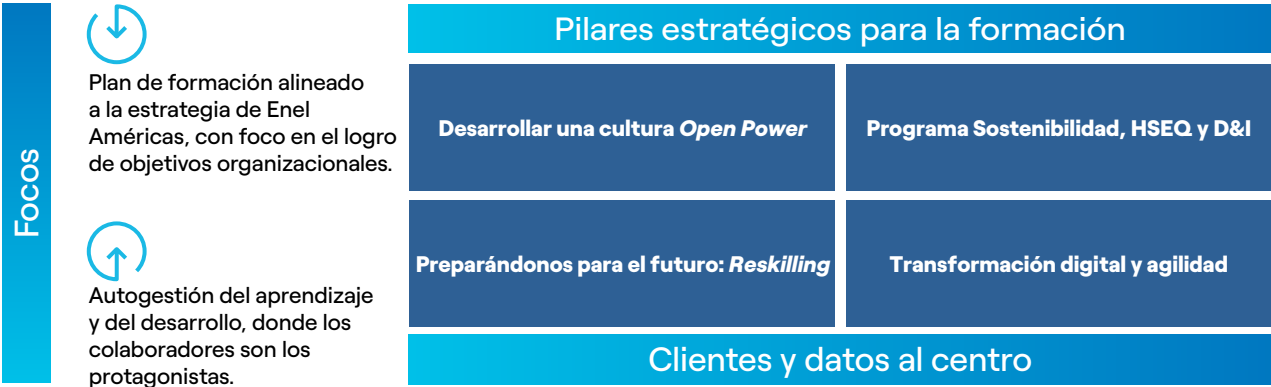 Focos
Plan de formación alineado
a la estrategia de Enel
Américas, con foco en el logro
de objetivos organizacionales.
Autogestión del aprendizaje
y del desarrollo, donde los
colaboradores son los
protagonistas.
Pilares estratégicos para la formación
Desarrollar una cultura Open Power
Programa Sostenibilidad, HSEQ y D&I
Preparándonos para el futuro: Reskilling
Transformación digital y agilidad
Clientes y datos al centro